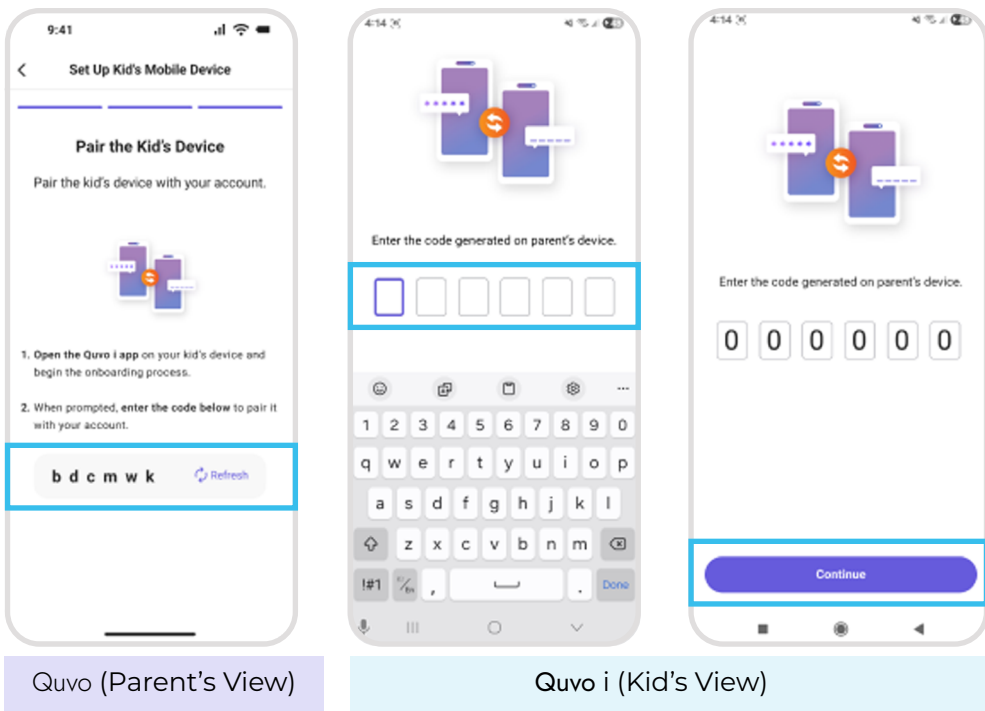 9:41
Set Up Kid's Mobile Device
Pair the Kid's Device
Pair the kid's device with your account.
1. Open the Quvo i app on your kid's device and
begin the onboarding process.
2. When prompted, enter the code below to pair it
with your account.
b d c m w k
Refresh
Quvo (Parent's View)
4:14
Enter the code generated on parent's device.
1 2 3 4 5 6 7 8 9 0
q w e r t y u i o p
a s d f g h j k l
z x c v b n m
!#1 , . Done
4:14
Enter the code generated on parent's device.
0 0 0 0 0 0
Continue
Quvo i (Kid's View)